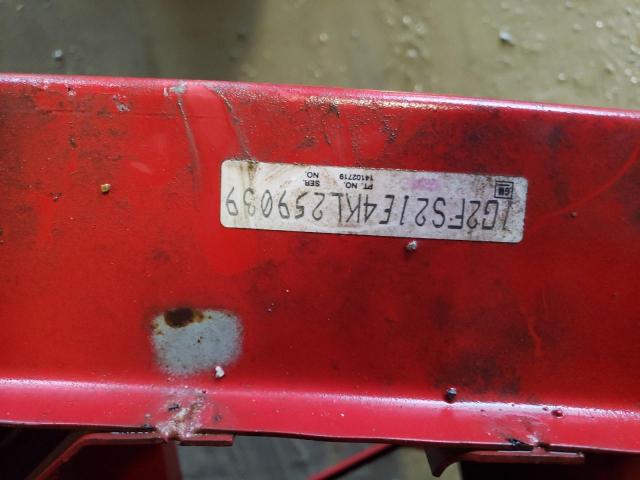 GM
PT. NO. SER.
14102719 NO.
1G2FS21E4KL259039